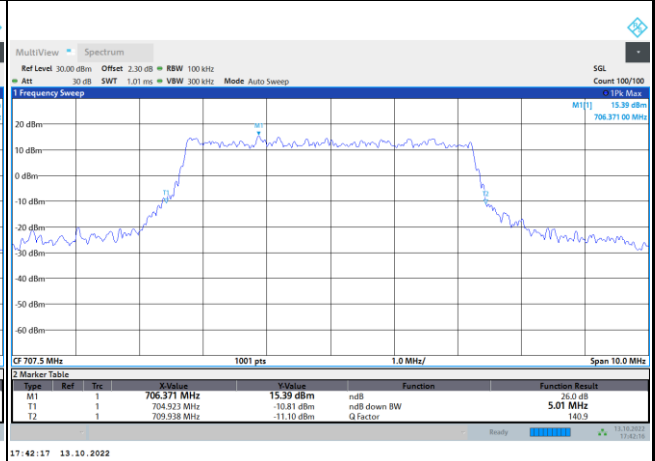 MultiView Spectrum
Ref Level 30.00 dBm Offset 2.30 dB RBW 100 kHz SGL
Att 30 dB SWT 1.01 ms VBW 300 kHz Mode Auto Sweep Count 100/100
1 Frequency Sweep 1Pk Max
M1[1] 15.39 dBm
706.371 00 MHz
M1
20 dBm
10 dBm
0 dBm
T1
T2
-10 dBm
-20 dBm
-30 dBm
-40 dBm
-50 dBm
-60 dBm
CF 707.5 MHz 1001 pts 1.0 MHz/ Span 10.0 MHz
2 Marker Table
Type Ref Trc X-Value Y-Value Function Function Result
M1 1 706.371 MHz 15.39 dBm ndB 26.0 dB
T1 1 704.923 MHz -10.81 dBm ndB down BW 5.01 MHz
T2 1 709.938 MHz -11.10 dBm Q Factor 140.9
Ready 13.10.2022
17:42:16
17:42:17 13.10.2022